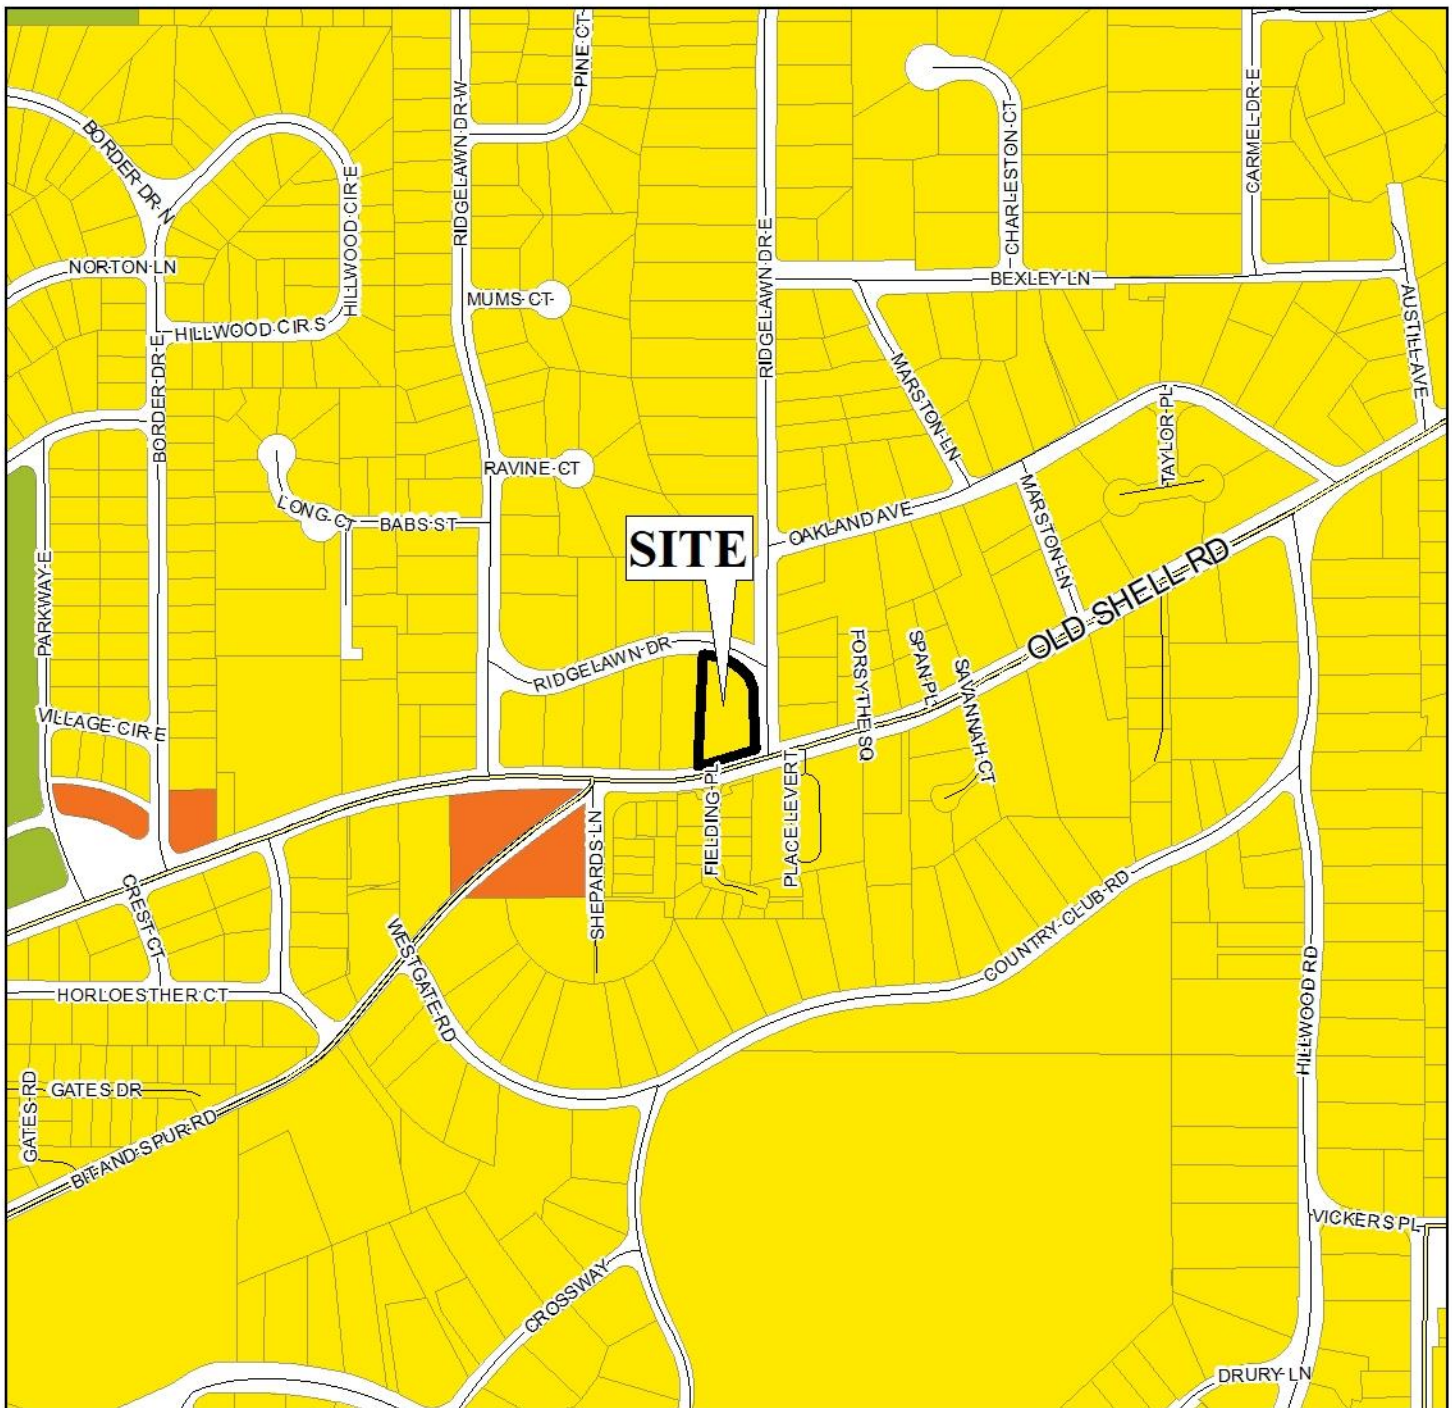 PINE CT
RIDGELAWN DR W
BORDER DR N
HILLWOOD CIR E
CHARLESTON CT
CARMEL DR E
NORTON LN
RIDGELAWN DR E
BEXLEY LN
MUMS CT
HILLWOOD CIR S
AUSTILL AVE
BORDER DR E
MARSTON LN
TAYLOR PL
RAVINE CT
LONG CT
BABS ST
MARSTON LN
OAKLAND AVE
SITE
PARKWAY E
OLD SHELL RD
RIDGELAWN DR
FORSYTHE SQ
SPAN PL
SAVANNAH CT
VILLAGE CIR E
FIELDING PL
PLACE LEVERT
SHEPARDS LN
CREST CT
COUNTRY CLUB RD
WESTGATE RD
HORLOESTHER CT
HILLWOOD RD
GATES RD
GATES DR
BIT AND SPUR RD
VICKERS PL
CROSSWAY
DRURY LN